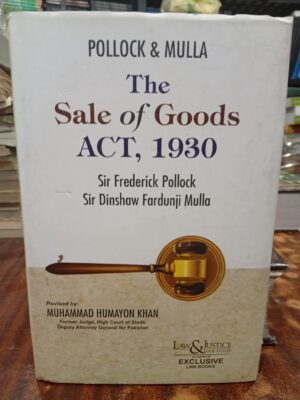 POLLOCK & MULLA
The
Sale of Goods
ACT, 1930
Sir Frederick Pollock
Sir Dinshaw Fardunji Mulla
Revised by:
MUHAMMAD HUMAYON KHAN
Former Judge, High Court of Sindh
Deputy Attorney General for Pakistan
LAW & JUSTICE
EXCLUSIVE
LAW BOOKS